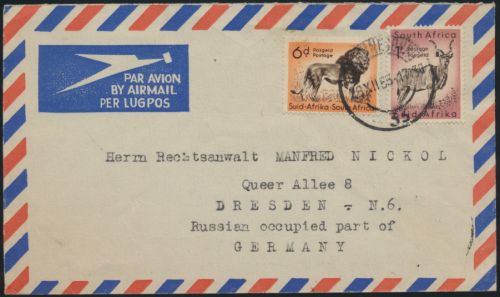 PAR AVION
BY AIRMAIL
PER LUGPOS
6d Posgeld
Postage
Suid-Afrika-South Africa
South Africa
Postage
Posgeld
Suid-Afrika
Herrn Rechtsanwalt MANFRED NICKOL
Queer Allee 8
DRESDEN - N.6.
Russian occupied part of
GERMANY